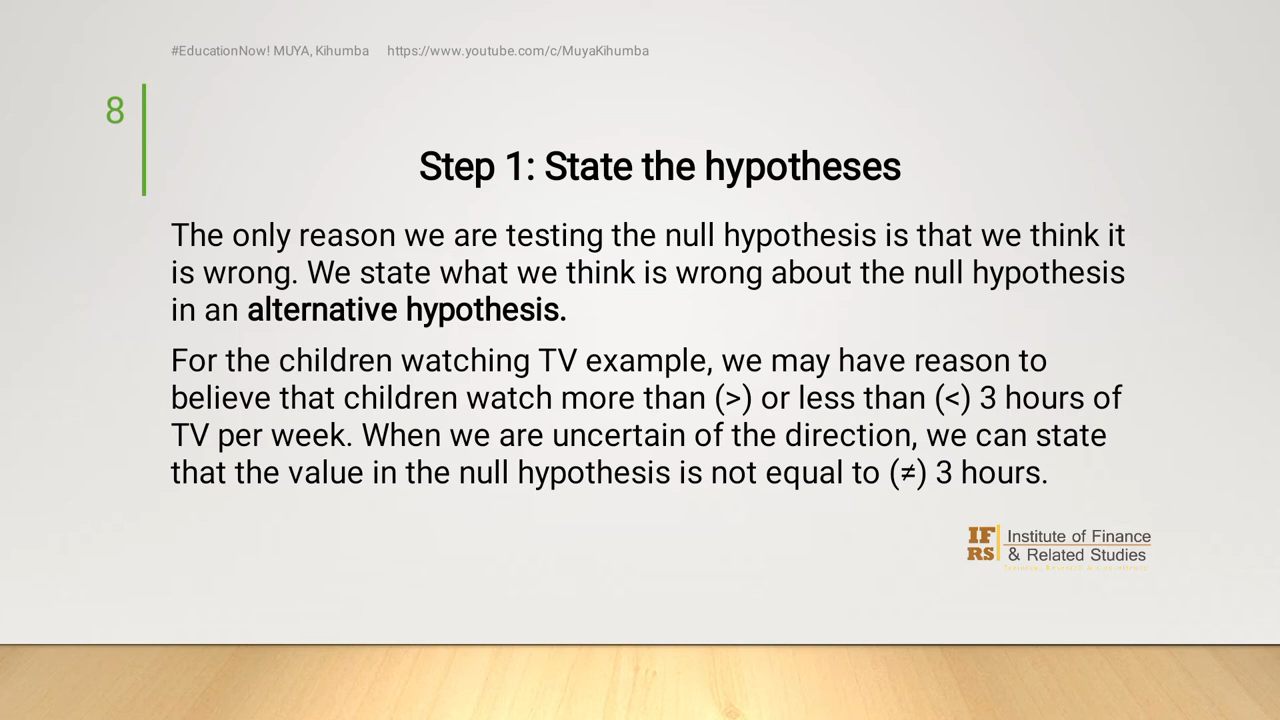 #EducationNow! MUYA, Kihumba https://www.youtube.com/c/MuyaKihumba
8
Step 1: State the hypotheses
The only reason we are testing the null hypothesis is that we think it
is wrong. We state what we think is wrong about the null hypothesis
in an alternative hypothesis.
For the children watching TV example, we may have reason to
believe that children watch more than (>) or less than (<) 3 hours of
TV per week. When we are uncertain of the direction, we can state
that the value in the null hypothesis is not equal to (≠) 3 hours.
IF
RS
Institute of Finance
& Related Studies